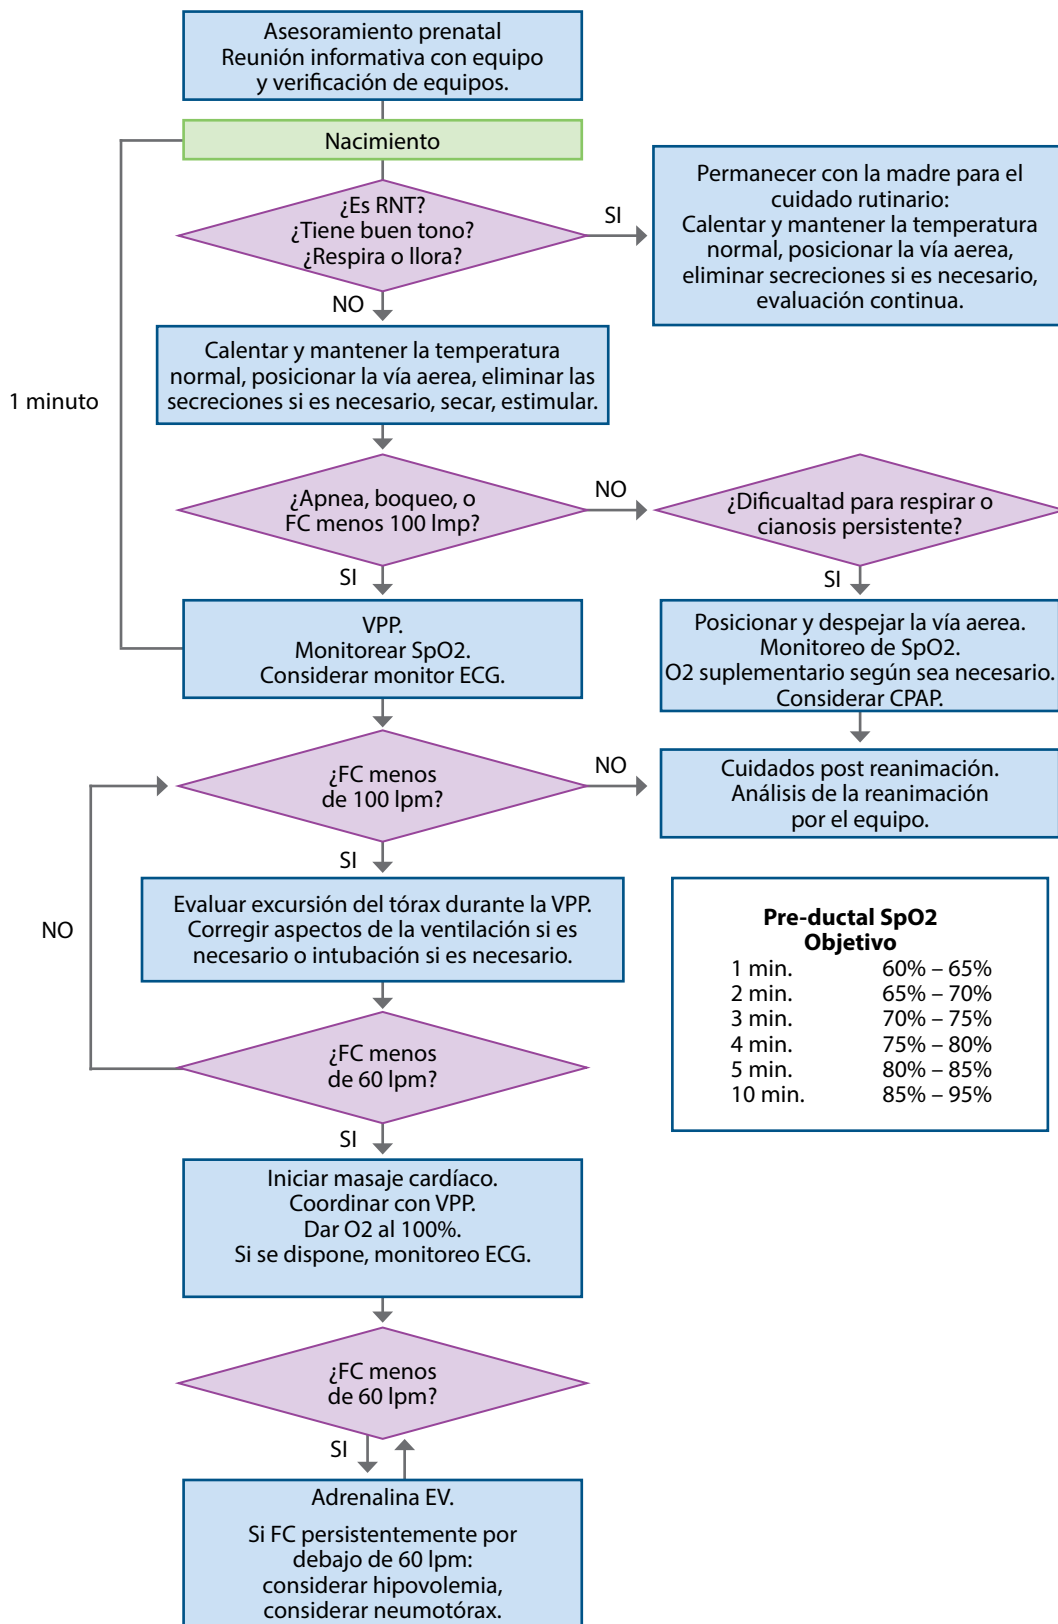 Asesoramiento prenatal
Reunión informativa con equipo
y verificación de equipos.
Nacimiento
¿Es RNT?
¿Tiene buen tono?
¿Respira o llora?
SI
Permanecer con la madre para el
cuidado rutinario:
Calentar y mantener la temperatura
normal, posicionar la vía aerea,
eliminar secreciones si es necesario,
evaluación continua.
NO
Calentar y mantener la temperatura
normal, posicionar la vía aerea, eliminar las
secreciones si es necesario, secar, estimular.
1 minuto
¿Apnea, boqueo, o
FC menos 100 lmp?
NO
¿Dificualtad para respirar o
cianosis persistente?
SI
SI
VPP.
Monitorear SpO2.
Considerar monitor ECG.
Posicionar y despejar la vía aerea.
Monitoreo de SpO2.
O2 suplementario según sea necesario.
Considerar CPAP.
¿FC menos
de 100 lpm?
NO
Cuidados post reanimación.
Análisis de la reanimación
por el equipo.
SI
Evaluar excursión del tórax durante la VPP.
Corregir aspectos de la ventilación si es
necesario o intubación si es necesario.
NO
Pre-ductal SpO2
Objetivo
1 min. 60% – 65%
2 min. 65% – 70%
3 min. 70% – 75%
4 min. 75% – 80%
5 min. 80% – 85%
10 min. 85% – 95%
¿FC menos
de 60 lpm?
SI
Iniciar masaje cardíaco.
Coordinar con VPP.
Dar O2 al 100%.
Si se dispone, monitoreo ECG.
¿FC menos
de 60 lpm?
SI
Adrenalina EV.
Si FC persistentemente por
debajo de 60 lpm:
considerar hipovolemia,
considerar neumotórax.